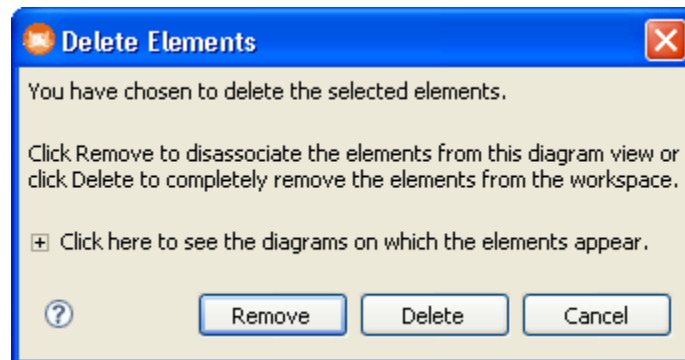 Delete Elements
You have chosen to delete the selected elements.
Click Remove to disassociate the elements from this diagram view or
click Delete to completely remove the elements from the workspace.
Click here to see the diagrams on which the elements appear.
Remove Delete Cancel